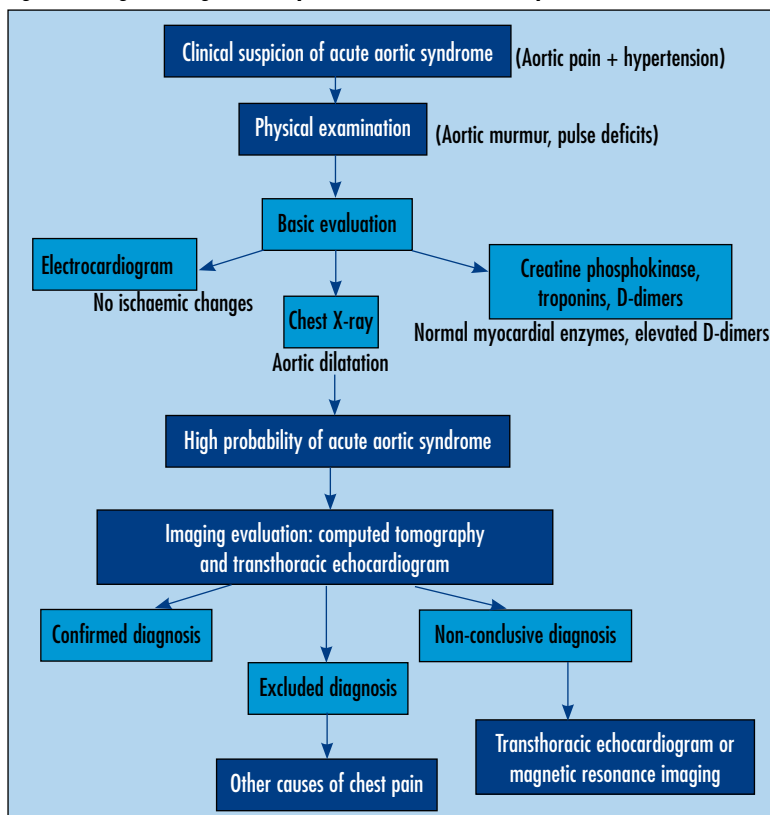 Clinical suspicion of acute aortic syndrome
(Aortic pain + hypertension)
Physical examination
(Aortic murmur, pulse deficits)
Basic evaluation
Electrocardiogram
No ischaemic changes
Chest X-ray
Aortic dilatation
Creatine phosphokinase,
troponins, D-dimers
Normal myocardial enzymes, elevated D-dimers
High probability of acute aortic syndrome
Imaging evaluation: computed tomography
and transthoracic echocardiogram
Confirmed diagnosis
Excluded diagnosis
Non-conclusive diagnosis
Other causes of chest pain
Transthoracic echocardiogram or
magnetic resonance imaging